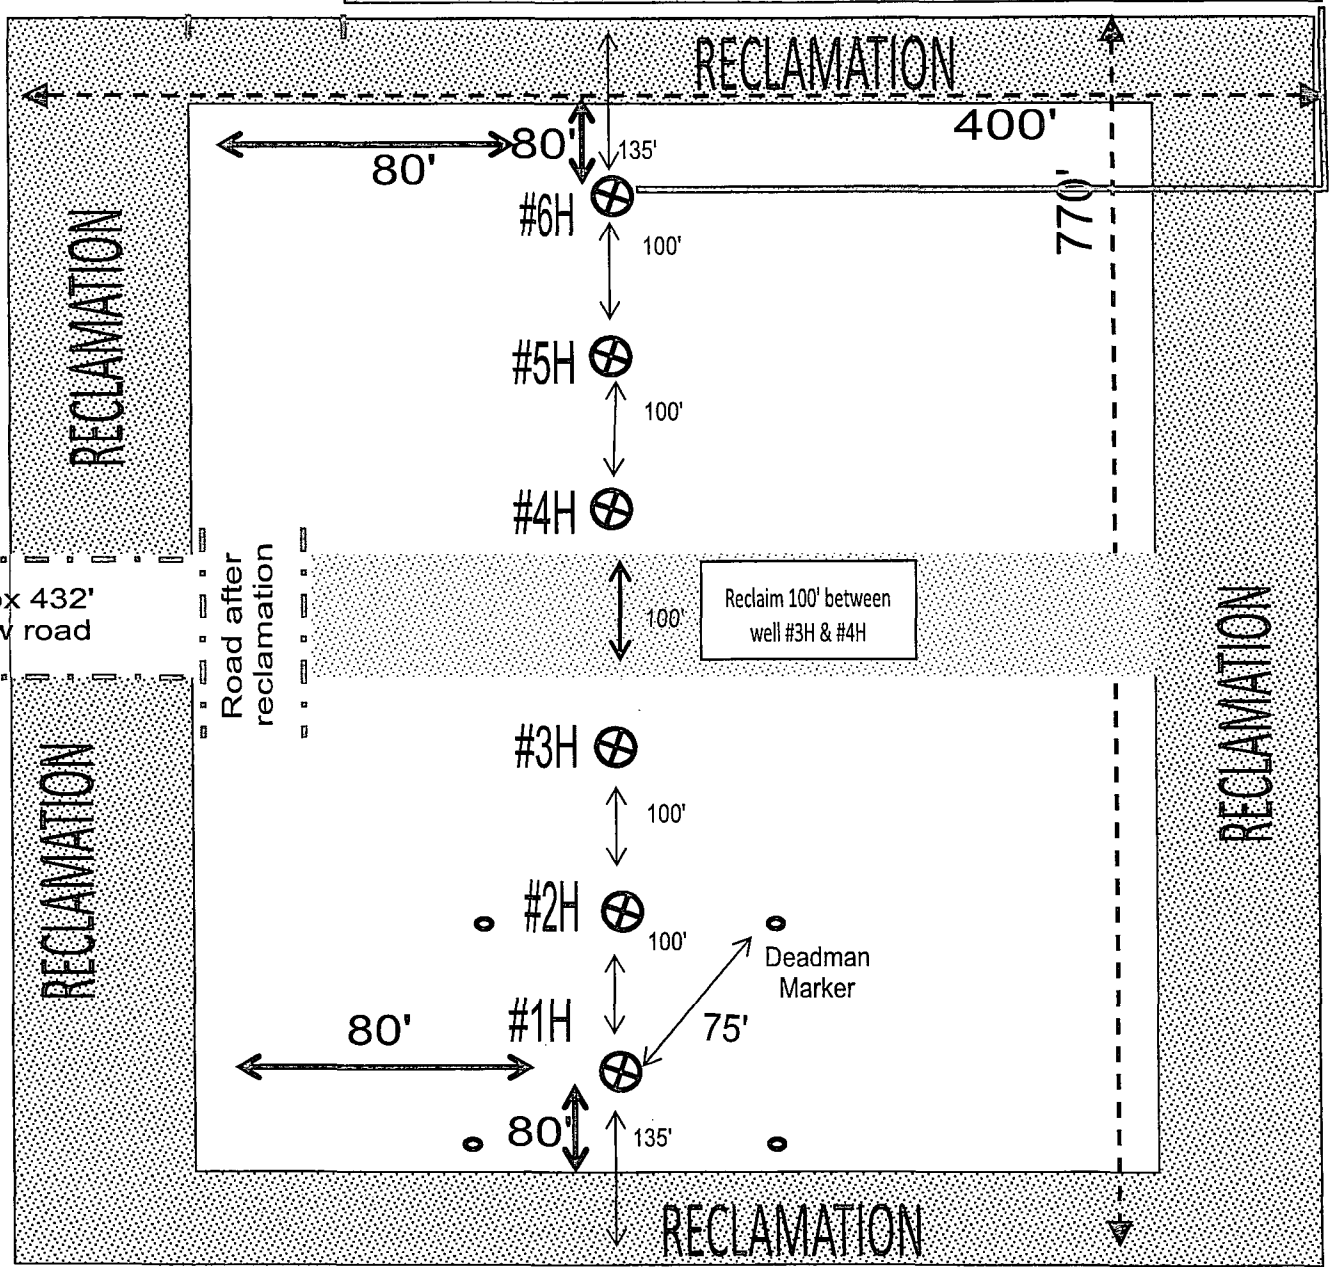 RECLAMATION
400'
80'
80'
135'
770'
#6H
100'
RECLAMATION
#5H
100'
#4H
Road after
reclamation
x 432'
road
100'
Reclaim 100' between
well #3H & #4H
RECLAMATION
#3H
100'
RECLAMATION
#2H
100'
Deadman
Marker
#1H
75'
80'
80'
135'
RECLAMATION